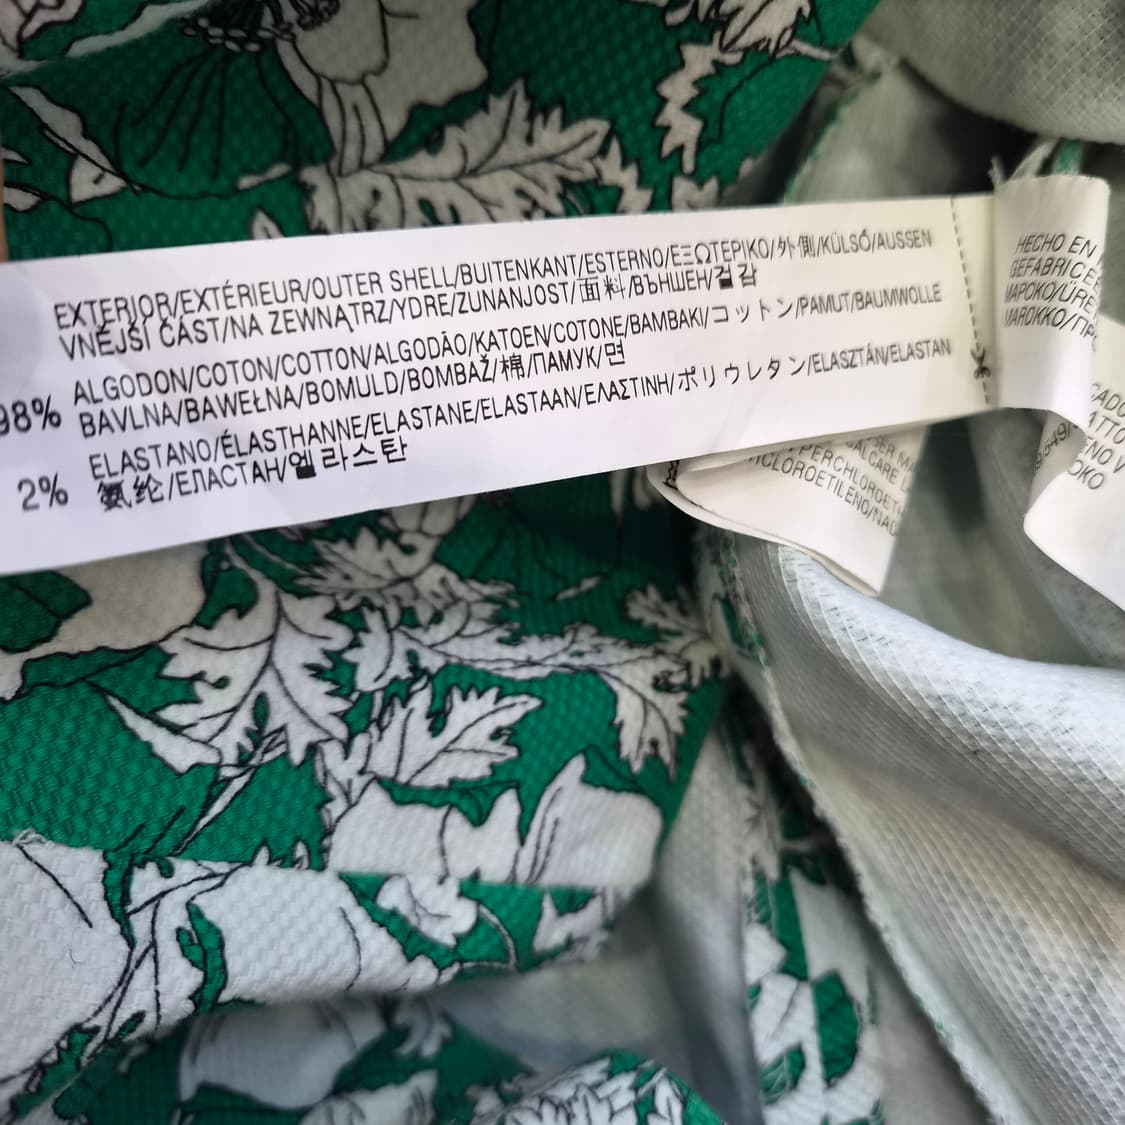 EXTERIOR/EXTÉRIEUR/OUTER SHELL/BUITENKANT/ESTERNO/ΕΞΩΤΕΡΙΚΟ/外側/KÜLSŐ/AUSSEN
VNĚJŠÍ ČÁST/NA ZEWNĄTRZ/YDRE/ZUNANJOST/面料/ВЪНШЕН/겉감
98% ALGODON/COTON/COTTON/ALGODÃO/KATOEN/COTONE/BAMBAKI/コットン/PAMUT/BAUMWOLLE
BAVLNA/BAWEŁNA/BOMULD/BOMBAŽ/棉/ПАМУК/면
2% ELASTANO/ÉLASTHANNE/ELASTANE/ELASTAAN/ΕΛΑΣΤΙΝΗ/ポリウレタン/ELASZTÁN/ELASTAN
氨纶/ЕЛАСТАН/엘라스탄
HECHO EN
MAPOKO/
MAROKKO/
PERCHLOROET